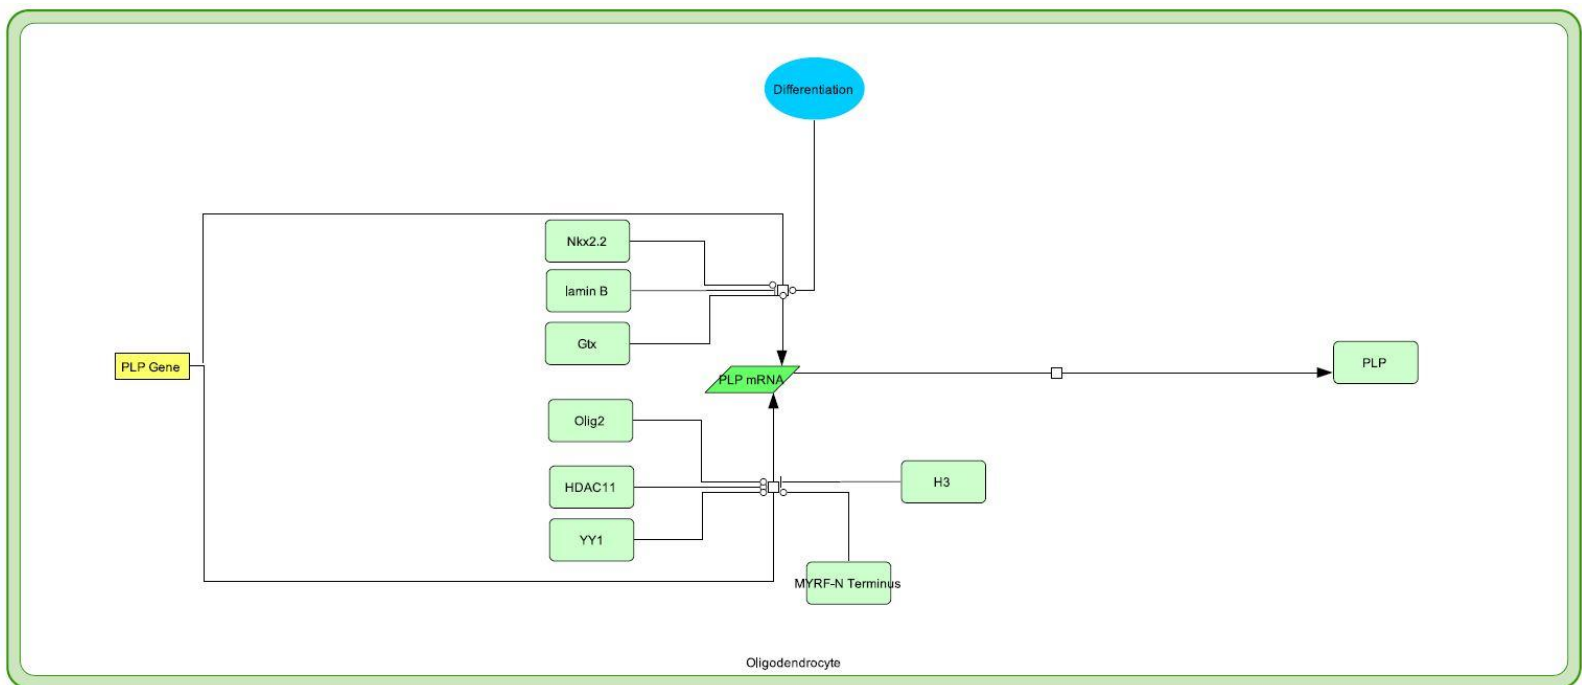 Differentiation
Nkx2.2
lamin B
Gtx
PLP Gene
PLP mRNA
PLP
Olig2
HDAC11
H3
YY1
MYRF-N Terminus
Oligodendrocyte